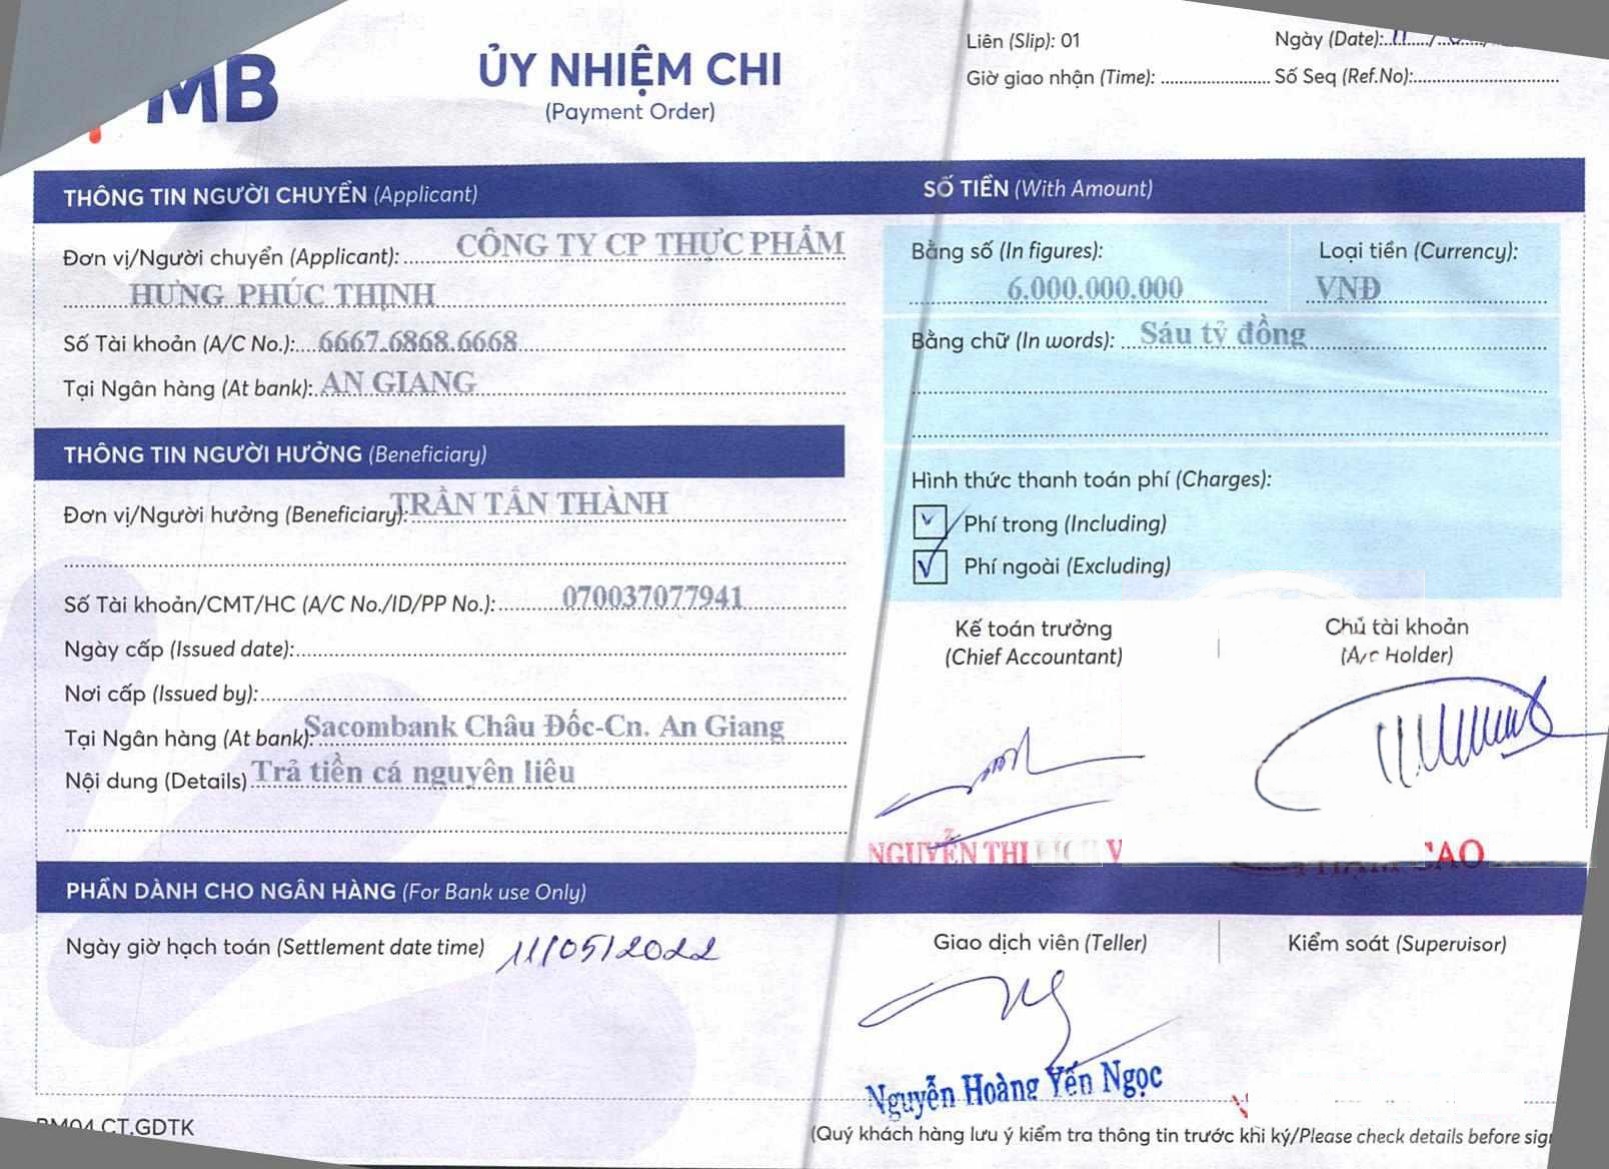 MB
ỦY NHIỆM CHI
(Payment Order)
Liên (Slip): 01
Ngày (Date):
Giờ giao nhận (Time):
Số Seq (Ref.No):
THÔNG TIN NGƯỜI CHUYỂN (Applicant)
SỐ TIỀN (With Amount)
Đơn vị/Người chuyển (Applicant): CÔNG TY CP THỰC PHẨM
HƯNG PHÚC THỊNH
Số Tài khoản (A/C No.): 6667.6868.6668
Tại Ngân hàng (At bank): AN GIANG
Bằng số (In figures):
Loại tiền (Currency):
6.000.000.000
VNĐ
Bằng chữ (In words): Sáu tỷ đồng
THÔNG TIN NGƯỜI HƯỞNG (Beneficiary)
Đơn vị/Người hưởng (Beneficiary): TRẦN TẤN THÀNH
Số Tài khoản/CMT/HC (A/C No./ID/PP No.): 070037077941
Ngày cấp (Issued date):
Nơi cấp (Issued by):
Tại Ngân hàng (At bank): Sacombank Châu Đốc-Cn. An Giang
Nội dung (Details) Trả tiền cá nguyên liệu
Hình thức thanh toán phí (Charges):
Phí trong (Including)
Phí ngoài (Excluding)
Kế toán trưởng
(Chief Accountant)
Chủ tài khoản
(A/c Holder)
NGUYỄN THỊ
PHẦN DÀNH CHO NGÂN HÀNG (For Bank use Only)
Ngày giờ hạch toán (Settlement date time) 11/05/2022
Giao dịch viên (Teller)
Kiểm soát (Supervisor)
Nguyễn Hoàng Yến Ngọc
BM04.CT.GDTK
(Quý khách hàng lưu ý kiểm tra thông tin trước khi ký/Please check details before